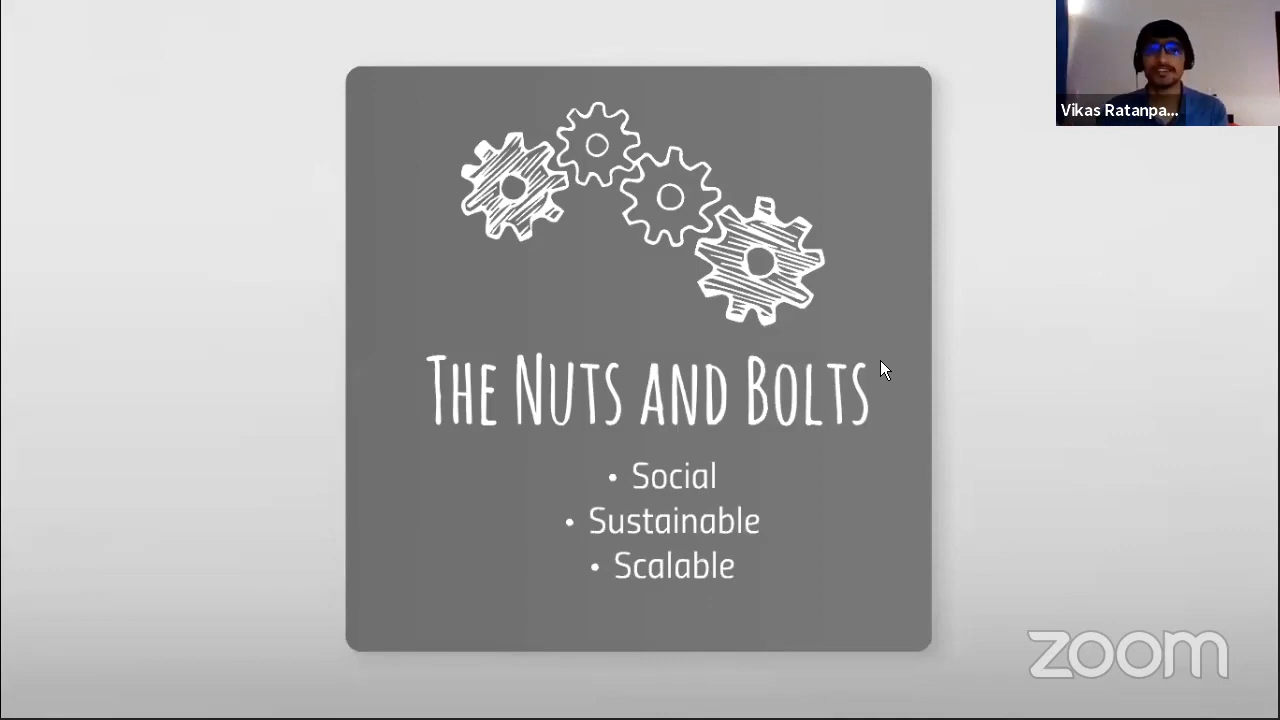 Vikas Ratanpa...
The Nuts and Bolts
• Social
• Sustainable
• Scalable
zoom